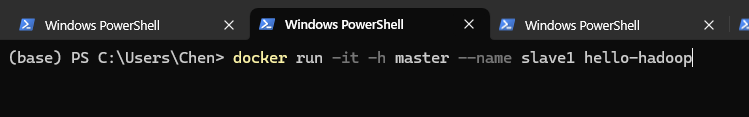 Windows PowerShell
Windows PowerShell
Windows PowerShell
(base) PS C:\Users\Chen> docker run -it -h master --name slave1 hello-hadoop